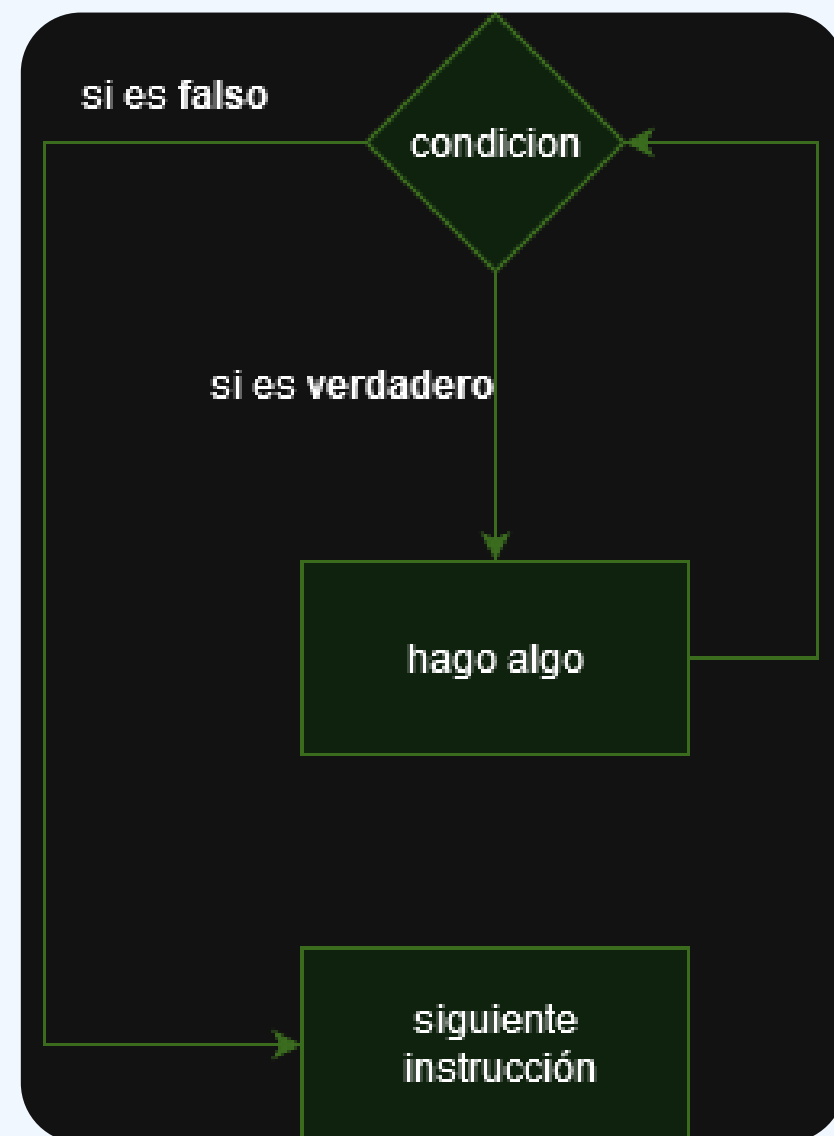 si es falso
condicion
si es verdadero
hago algo
siguiente
instrucción